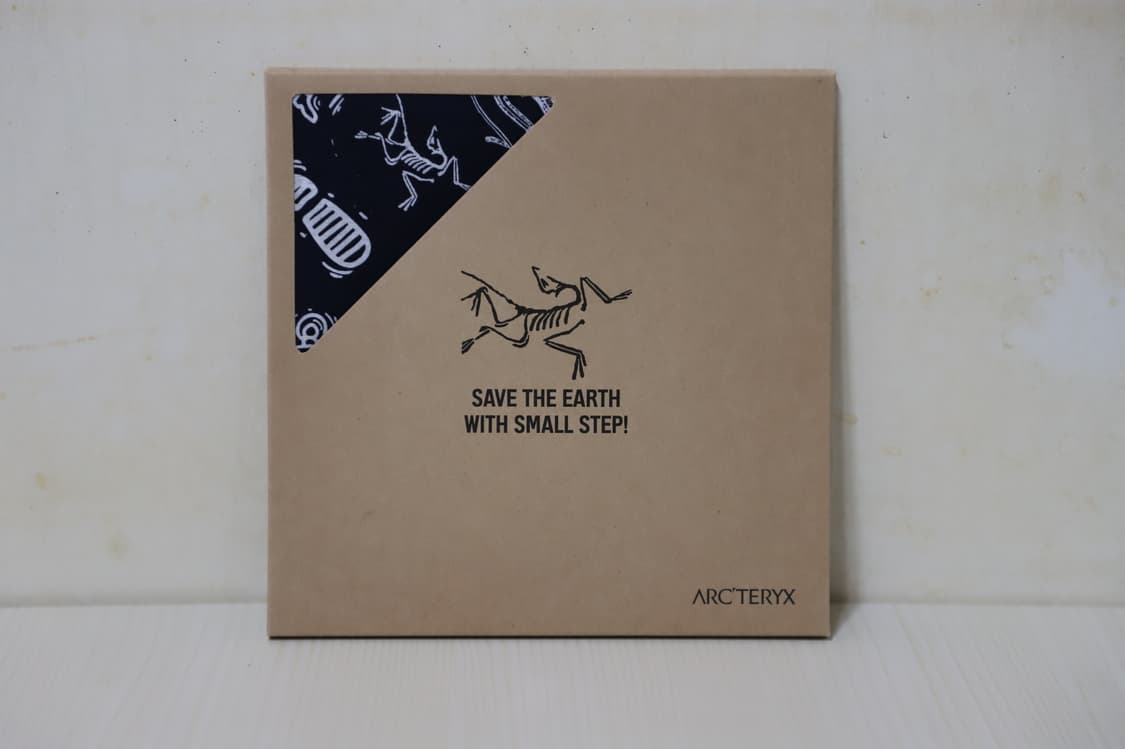 SAVE THE EARTH
WITH SMALL STEP!
ARC'TERYX